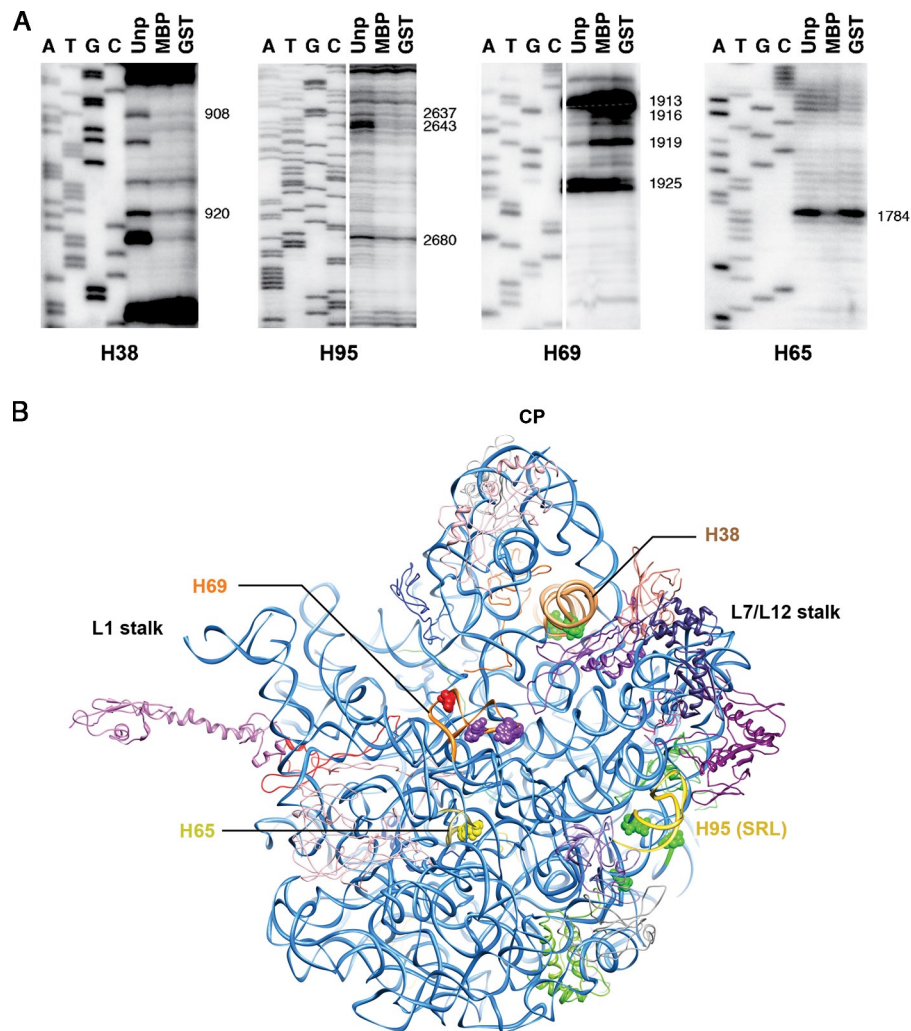 A
A T G C Unp MBP GST
908
920
H38
A T G C Unp MBP GST
2637
2643
2680
H95
A T G C Unp MBP GST
1913
1916
1919
1925
H69
A T G C Unp MBP GST
1784
H65
B
CP
H38
H69
L1 stalk
L7/L12 stalk
H65
H95 (SRL)